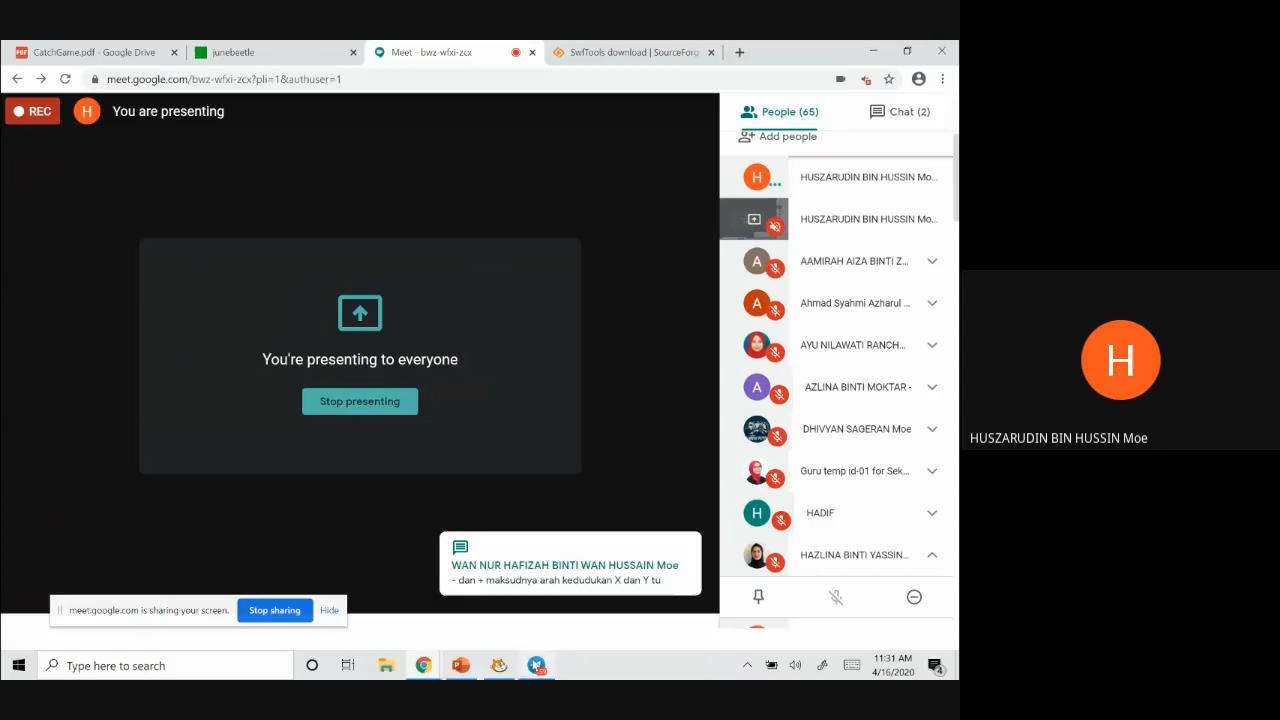 CatchGame.pdf - Google Drive
junebeetle
Meet - bwz-wfxi-zcx
SwfTools download | SourceForg
meet.google.com/bwz-wfxi-zcx?pli=1&authuser=1
REC
H
You are presenting
People (65)
Chat (2)
Add people
H
HUSZARUDIN BIN HUSSIN Mo...
HUSZARUDIN BIN HUSSIN Mo...
A
AAMIRAH AIZA BINTI Z...
A
Ahmad Syahmi Azharul ...
AYU NILAWATI RANCH...
A
AZLINA BINTI MOKTAR -
DHIVYAN SAGERAN Moe
Guru temp id-01 for Sek...
H
HADIF
HAZLINA BINTI YASSIN...
You're presenting to everyone
Stop presenting
WAN NUR HAFIZAH BINTI WAN HUSSAIN Moe
- dan + maksudnya arah kedudukan X dan Y tu
meet.google.com is sharing your screen.
Stop sharing
Hide
Type here to search
11:31 AM
4/16/2020
4
H
HUSZARUDIN BIN HUSSIN Moe